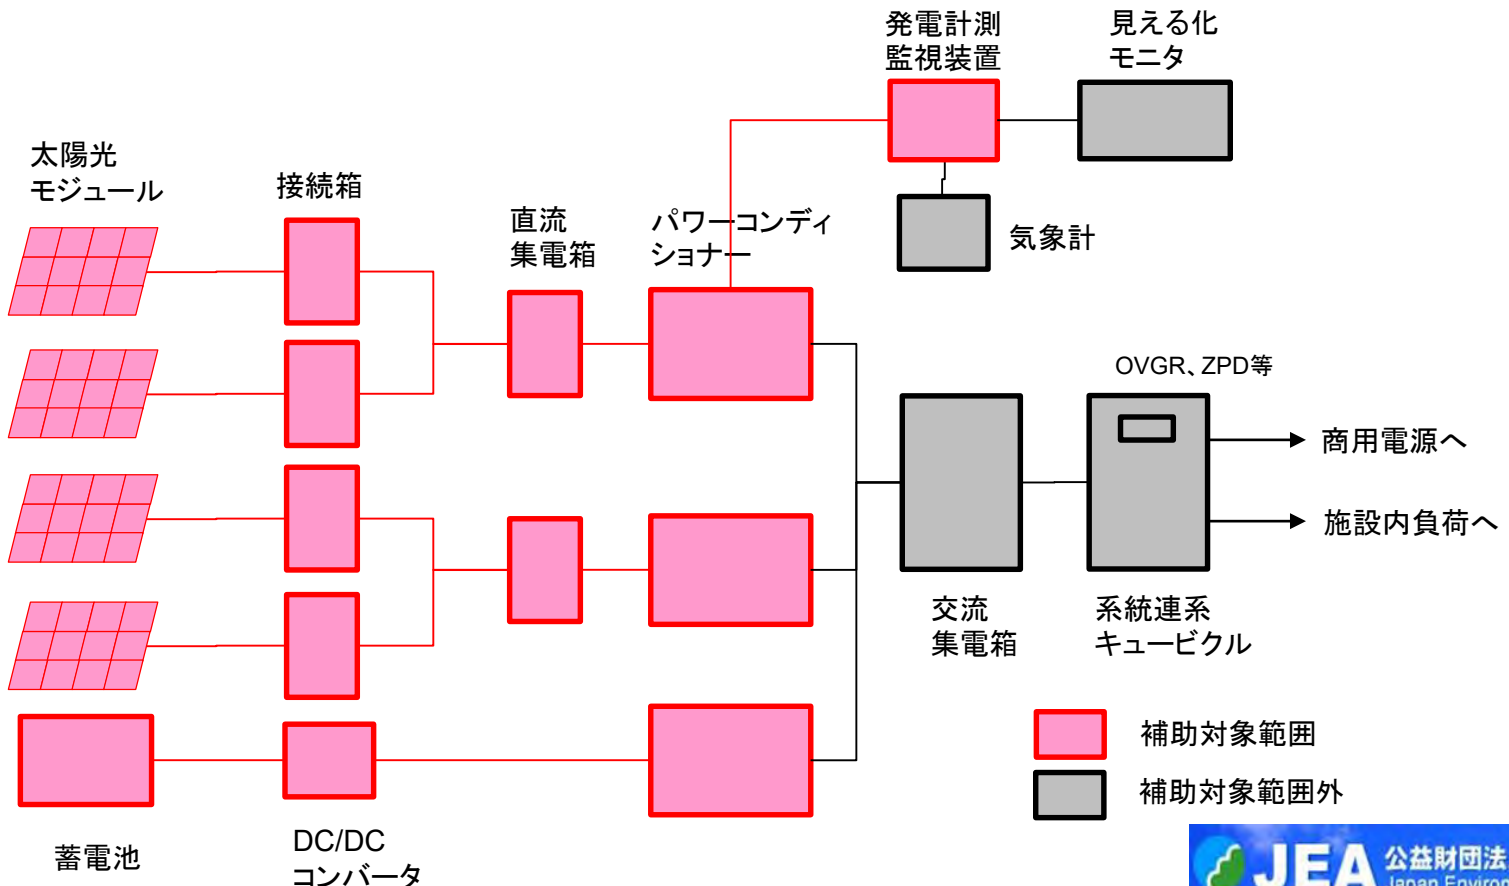 発電計測
監視装置
見える化
モニタ
太陽光
モジュール
接続箱
直流
集電箱
パワーコンディ
ショナー
気象計
OVGR、ZPD等
商用電源へ
施設内負荷へ
交流
集電箱
系統連系
キュービクル
補助対象範囲
補助対象範囲外
蓄電池
DC/DC
コンバータ
JEA 公益財団法
Japan Environ